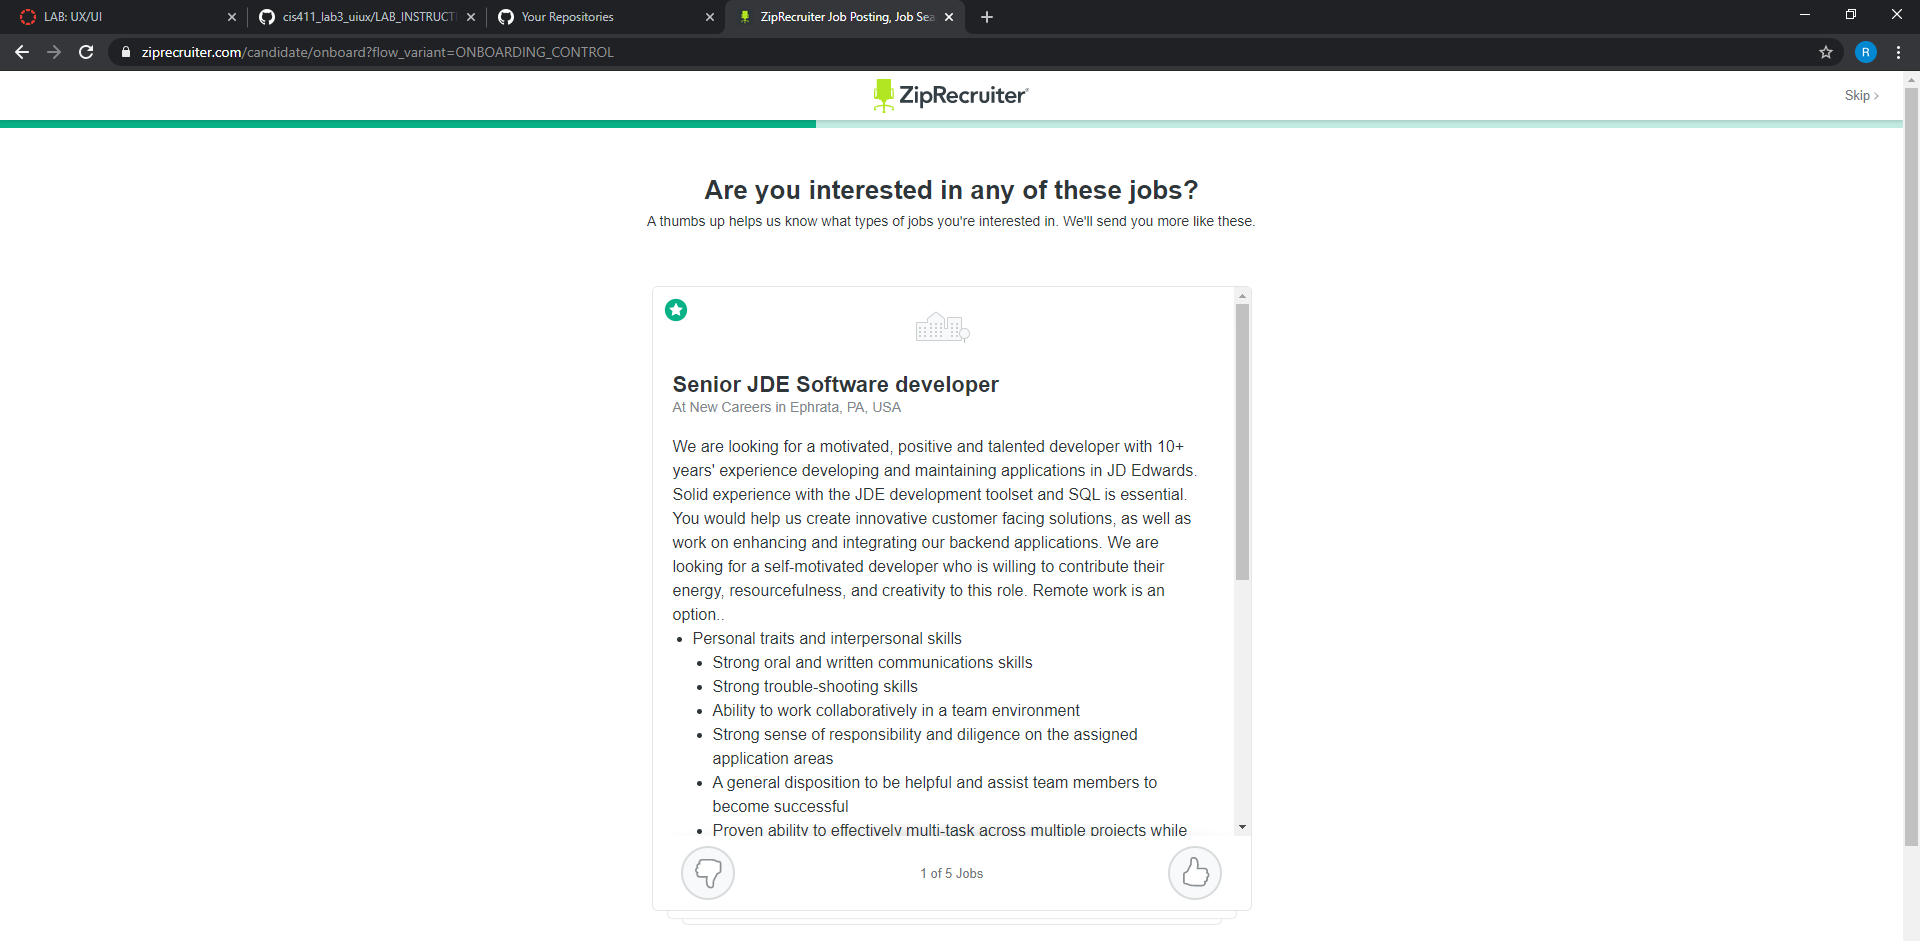 LAB: UX/UI
cis411_lab3_uiux/LAB_INSTRUCTI
Your Repositories
ZipRecruiter Job Posting, Job Sea
ziprecruiter.com/candidate/onboard?flow_variant=ONBOARDING_CONTROL
R
ZipRecruiter
Skip
Are you interested in any of these jobs?
A thumbs up helps us know what types of jobs you're interested in. We'll send you more like these.
Senior JDE Software developer
At New Careers in Ephrata, PA, USA
We are looking for a motivated, positive and talented developer with 10+
years' experience developing and maintaining applications in JD Edwards.
Solid experience with the JDE development toolset and SQL is essential.
You would help us create innovative customer facing solutions, as well as
work on enhancing and integrating our backend applications. We are
looking for a self-motivated developer who is willing to contribute their
energy, resourcefulness, and creativity to this role. Remote work is an
option..
• Personal traits and interpersonal skills
• Strong oral and written communications skills
• Strong trouble-shooting skills
• Ability to work collaboratively in a team environment
• Strong sense of responsibility and diligence on the assigned
application areas
• A general disposition to be helpful and assist team members to
become successful
• Proven ability to effectively multi-task across multiple projects while
1 of 5 Jobs